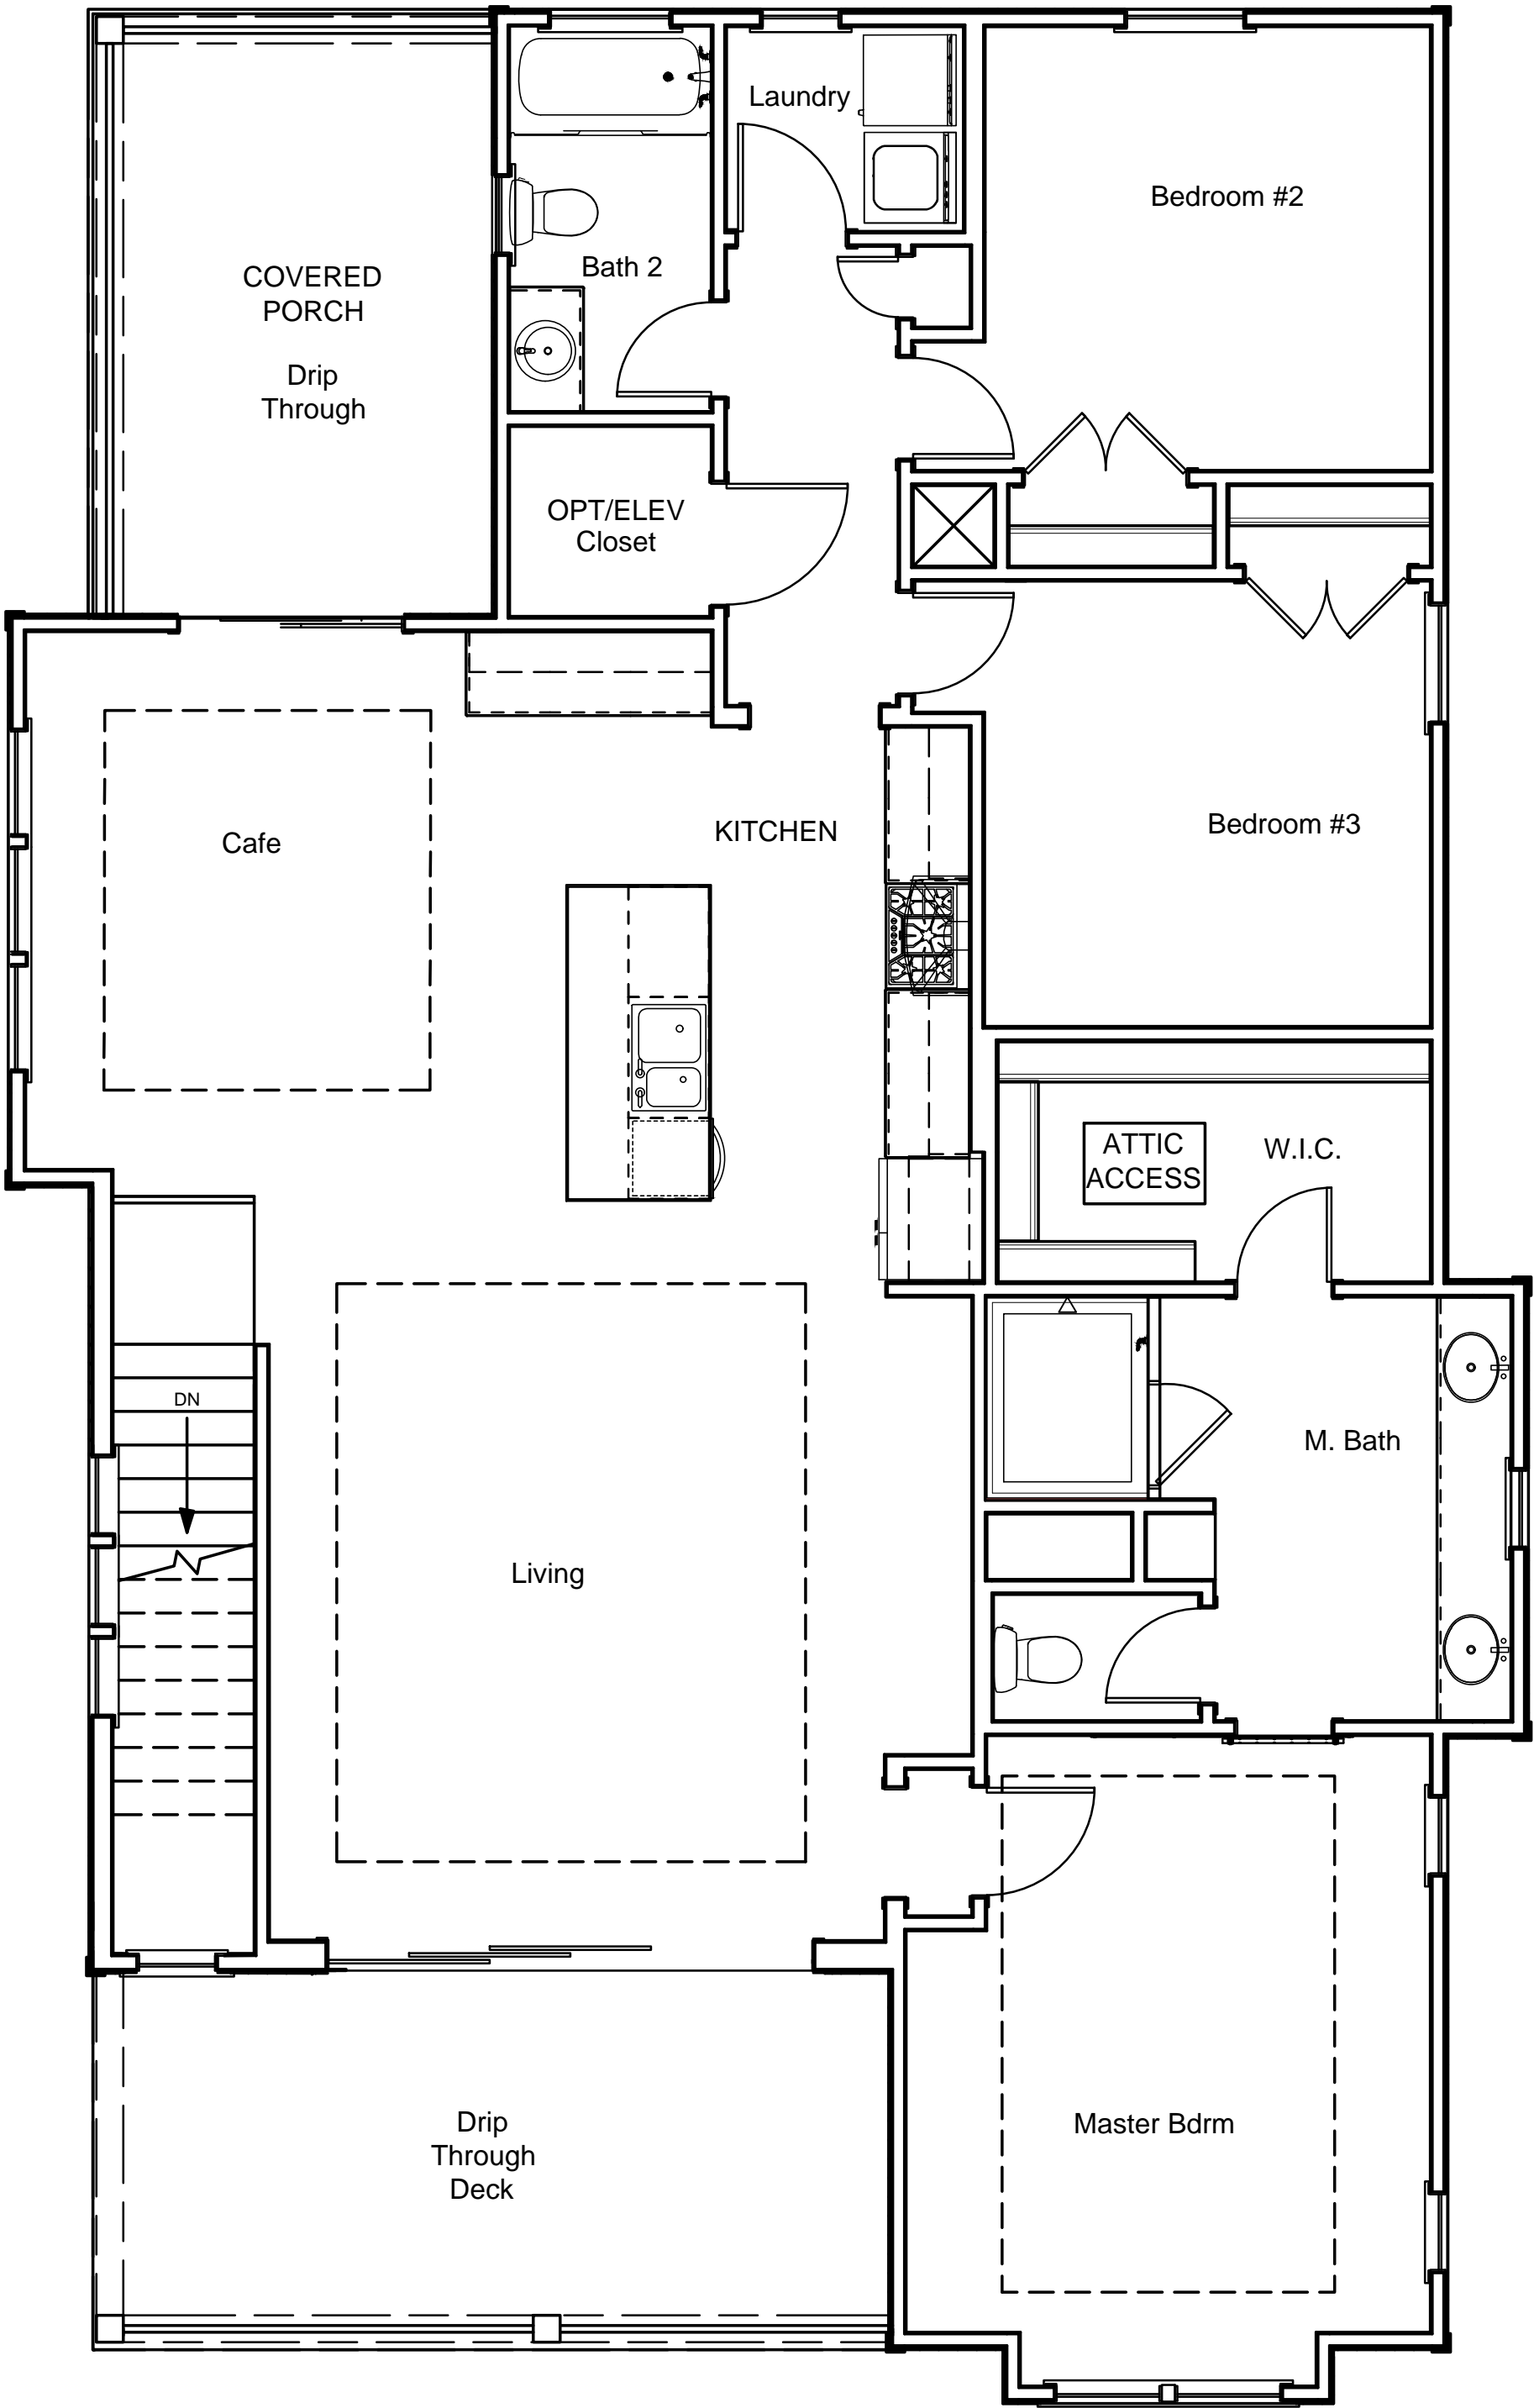 Laundry
Bedroom #2
Bath 2
COVERED
PORCH
Drip
Through
OPT/ELEV
Closet
Cafe
KITCHEN
Bedroom #3
ATTIC
ACCESS
W.I.C.
DN
M. Bath
Living
Drip
Through
Deck
Master Bdrm